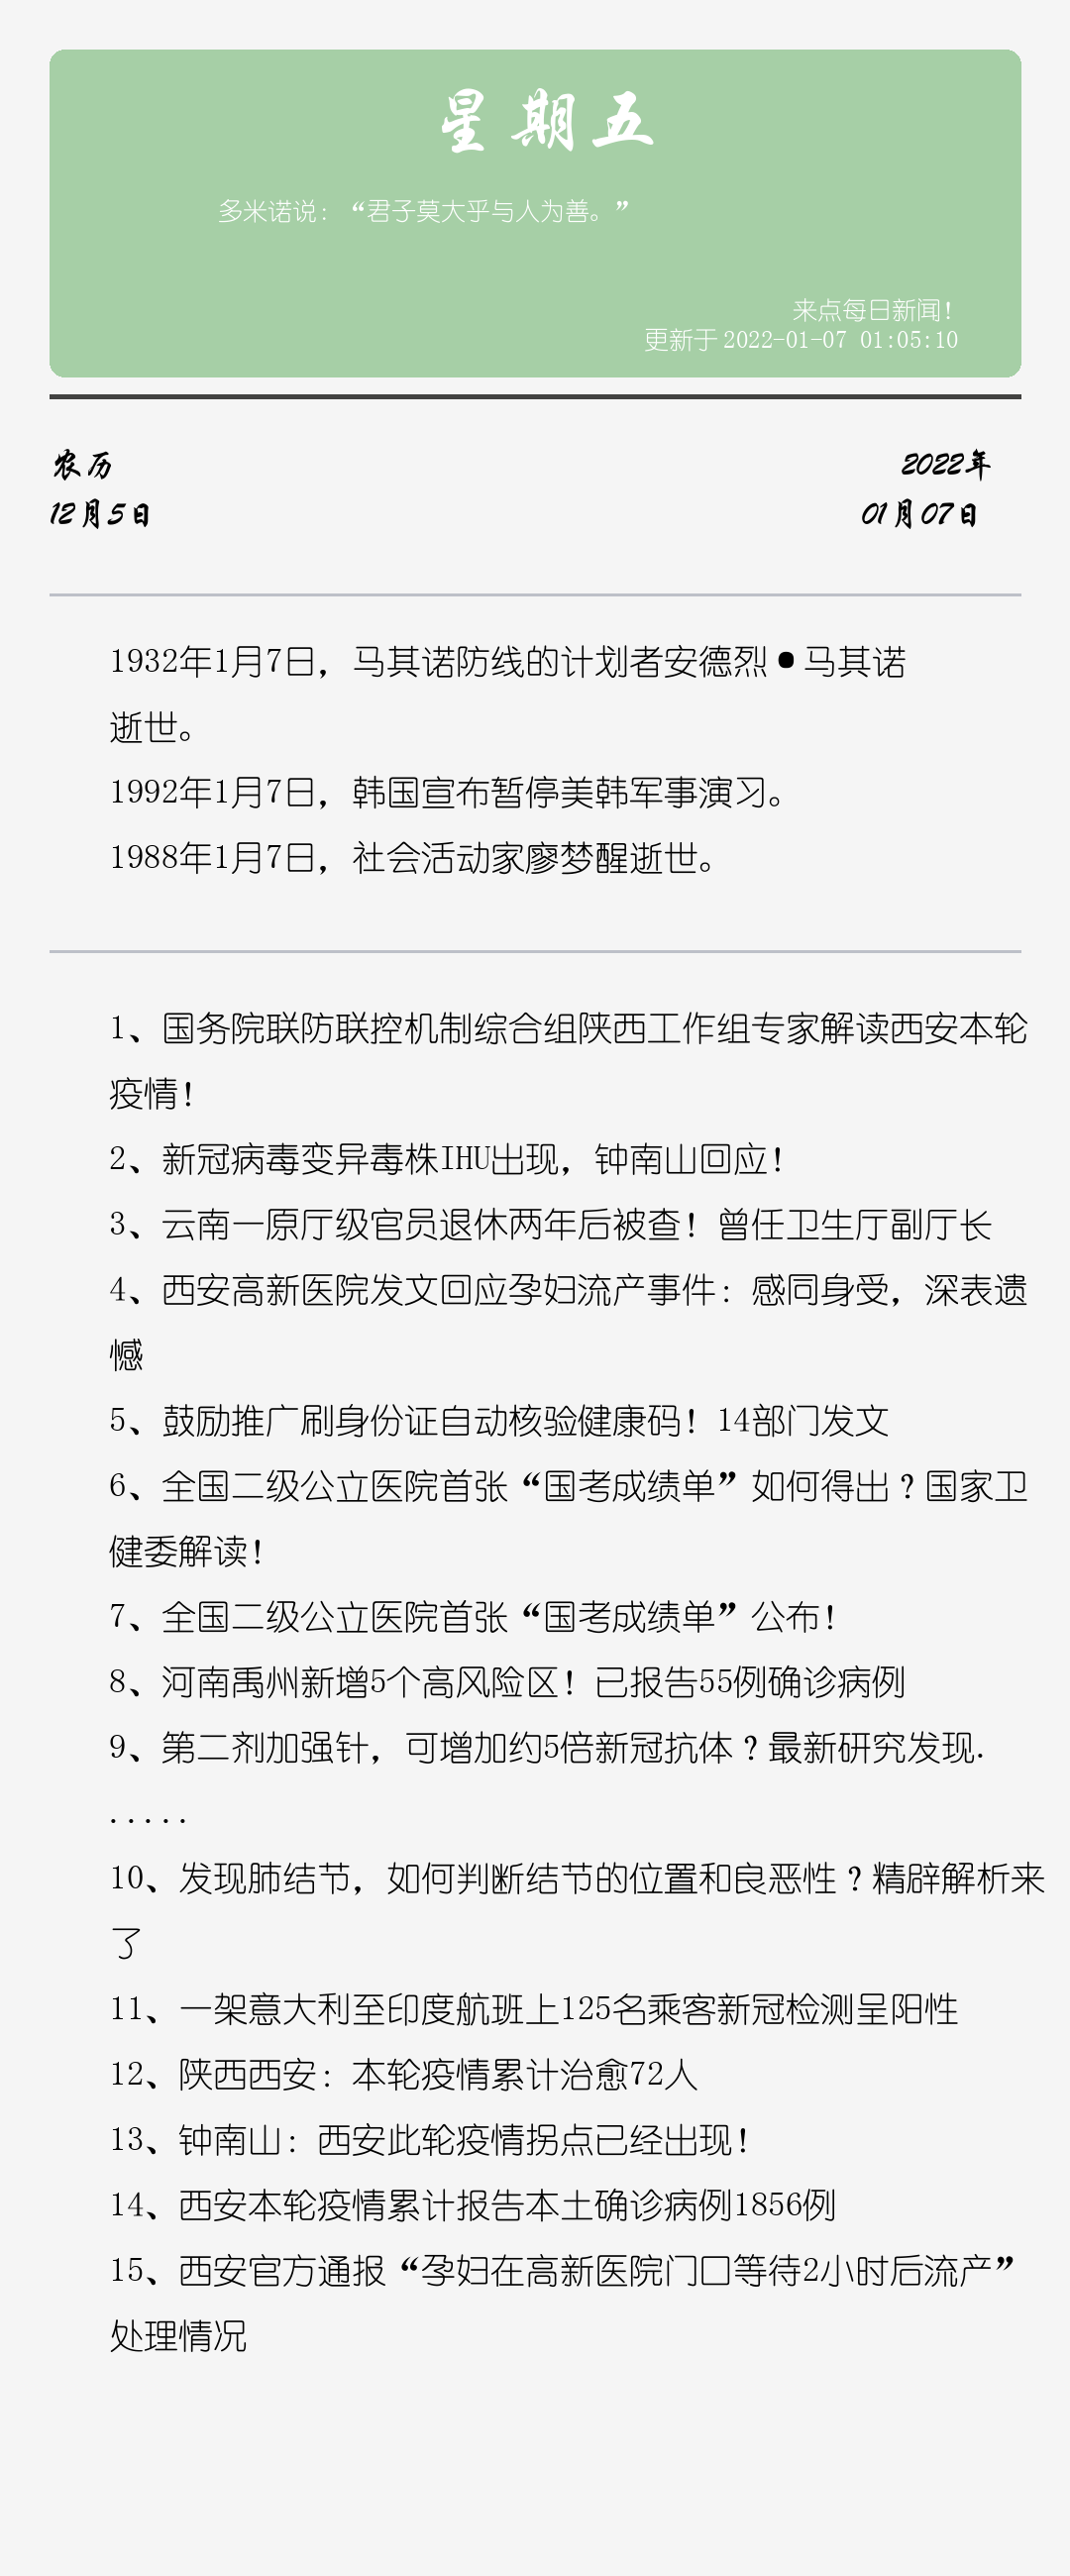 星期五
多米诺说：“君子莫大乎与人为善。”
来点每日新闻！
更新于 2022-01-07 01:05:10
农历
2022年
12月5日
01月07日
1932年1月7日，马其诺防线的计划者安德烈•马其诺
逝世。
1992年1月7日，韩国宣布暂停美韩军事演习。
1988年1月7日，社会活动家廖梦醒逝世。
1、国务院联防联控机制综合组陕西工作组专家解读西安本轮
疫情！
2、新冠病毒变异毒株IHU出现，钟南山回应！
3、云南一原厅级官员退休两年后被查！曾任卫生厅副厅长
4、西安高新医院发文回应孕妇流产事件：感同身受，深表遗
憾
5、鼓励推广刷身份证自动核验健康码！14部门发文
6、全国二级公立医院首张“国考成绩单”如何得出？国家卫
健委解读！
7、全国二级公立医院首张“国考成绩单”公布！
8、河南禹州新增5个高风险区！已报告55例确诊病例
9、第二剂加强针，可增加约5倍新冠抗体？最新研究发现.
.....
10、发现肺结节，如何判断结节的位置和良恶性？精辟解析来
了
11、一架意大利至印度航班上125名乘客新冠检测呈阳性
12、陕西西安：本轮疫情累计治愈72人
13、钟南山：西安此轮疫情拐点已经出现！
14、西安本轮疫情累计报告本土确诊病例1856例
15、西安官方通报“孕妇在高新医院门口等待2小时后流产”
处理情况